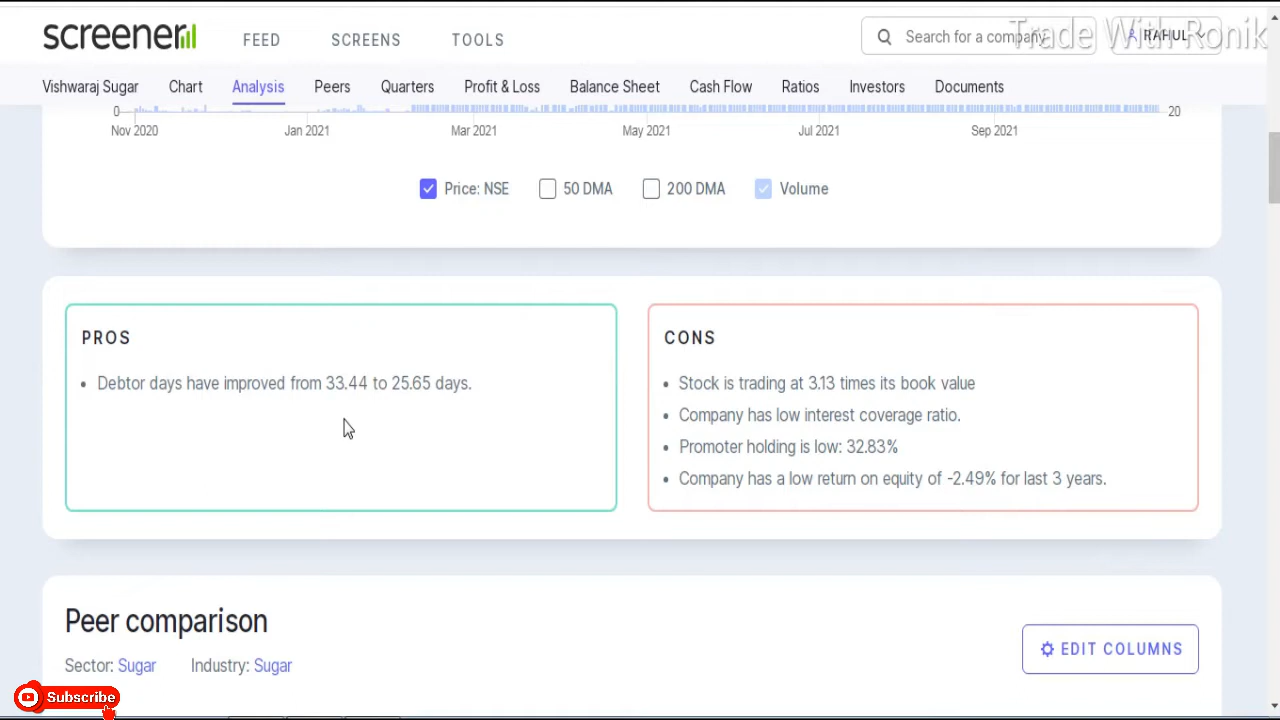 screener
FEED
SCREENS
TOOLS
Search for a company
RAHUL
Trade With Ronik
Vishwaraj Sugar
Chart
Analysis
Peers
Quarters
Profit & Loss
Balance Sheet
Cash Flow
Ratios
Investors
Documents
0
20
Nov 2020
Jan 2021
Mar 2021
May 2021
Jul 2021
Sep 2021
Price: NSE
50 DMA
200 DMA
Volume
PROS
Debtor days have improved from 33.44 to 25.65 days.
CONS
Stock is trading at 3.13 times its book value
Company has low interest coverage ratio.
Promoter holding is low: 32.83%
Company has a low return on equity of -2.49% for last 3 years.
Peer comparison
Sector: Sugar
Industry: Sugar
EDIT COLUMNS
Subscribe